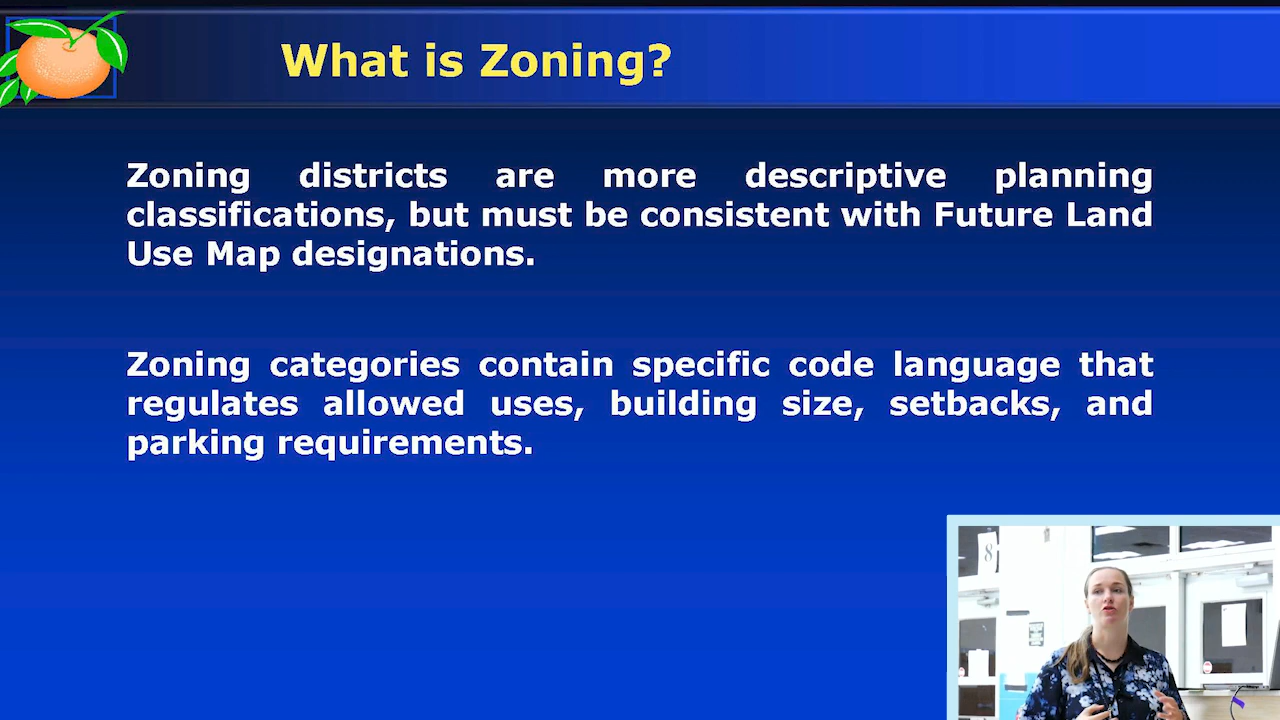 What is Zoning?
Zoning districts are more descriptive planning
classifications, but must be consistent with Future Land
Use Map designations.
Zoning categories contain specific code language that
regulates allowed uses, building size, setbacks, and
parking requirements.
8